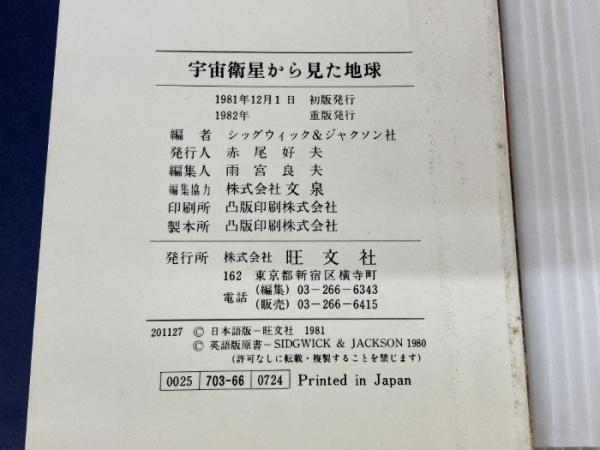 宇宙衛星から見た地球
1981年12月1日 初版発行
1982年 重版発行
編者 シッグウィック&ジャクソン社
発行人 赤尾好夫
編集人 雨宮良夫
編集協力 株式会社文泉
印刷所 凸版印刷株式会社
製本所 凸版印刷株式会社
発行所 株式会社 旺文社
162 東京都新宿区横寺町
電話 (編集) 03-266-6343
(販売) 03-266-6415
201127 © 日本語版-旺文社 1981
© 英語版原書-SIDGWICK & JACKSON 1980
(許可なしに転載・複製することを禁じます)
0025 703-66 0724 Printed in Japan